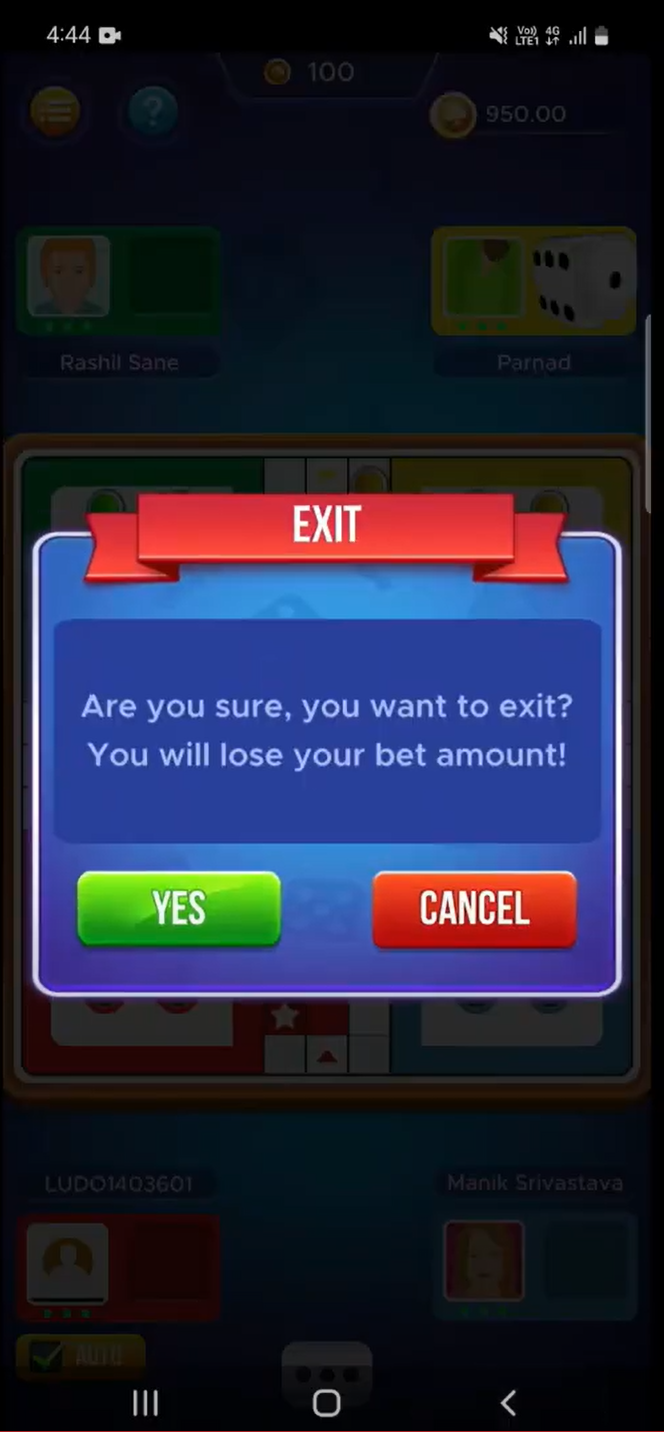 4:44
Vo))
LTE1
4G
100
?
950.00
Rashil Sane
Parnad
EXIT
Are you sure, you want to exit?
You will lose your bet amount!
YES
CANCEL
LUDO1403601
Manik Srivastava
AUTO